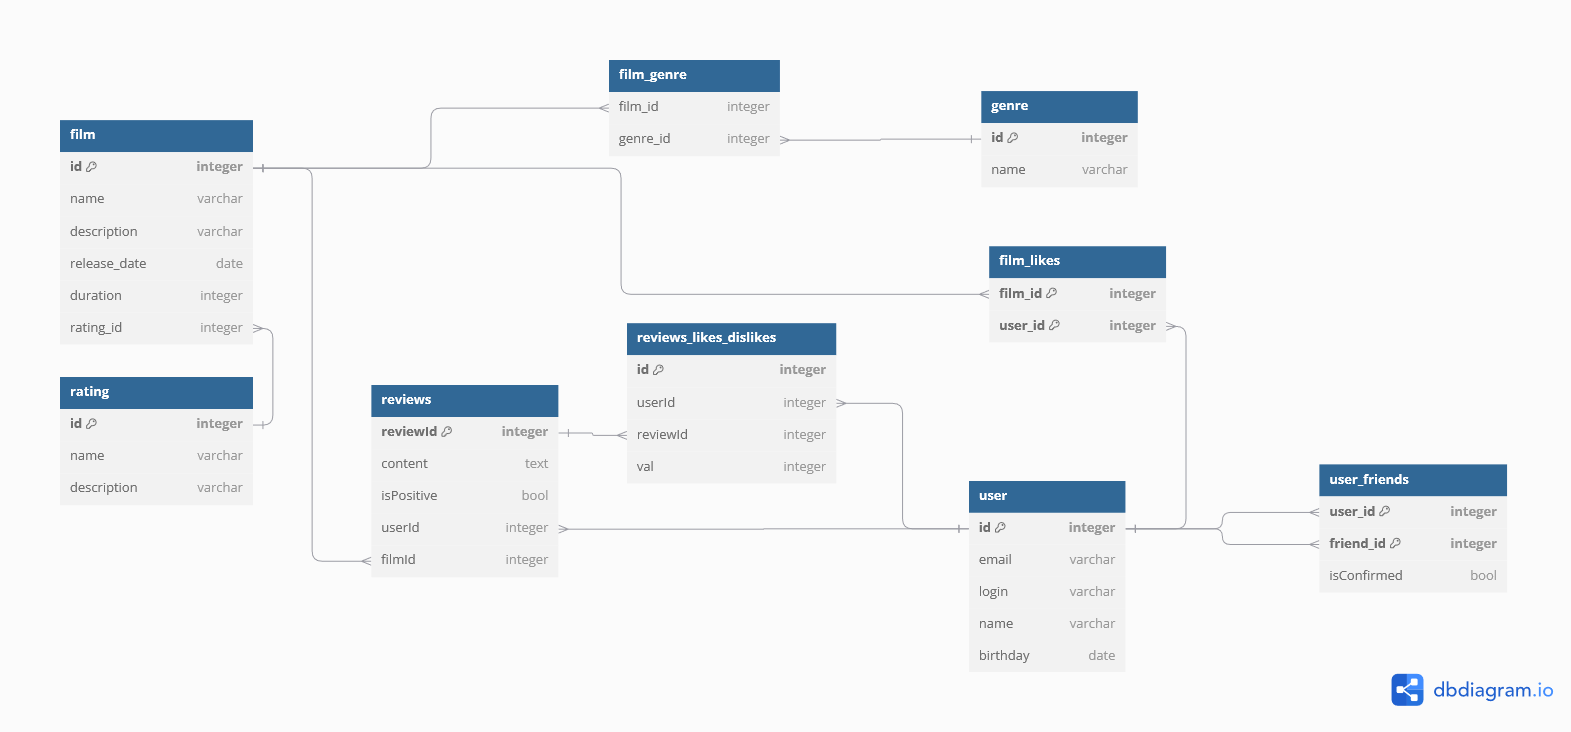 film
id integer
name varchar
description varchar
release_date date
duration integer
rating_id integer
rating
id integer
name varchar
description varchar
film_genre
film_id integer
genre_id integer
genre
id integer
name varchar
film_likes
film_id integer
user_id integer
reviews_likes_dislikes
id integer
userId integer
reviewId integer
val integer
reviews
reviewId integer
content text
isPositive bool
userId integer
filmId integer
user
id integer
email varchar
login varchar
name varchar
birthday date
user_friends
user_id integer
friend_id integer
isConfirmed bool
dbdiagram.io